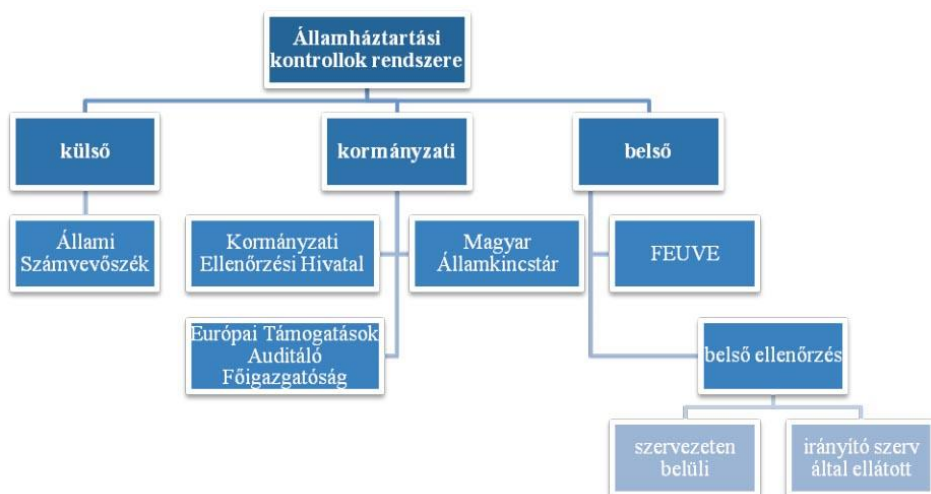 Államháztartási
kontrollok rendszere
külső
kormányzati
belső
Állami
Számvevőszék
Kormányzati
Ellenőrzési Hivatal
Magyar
Államkincstár
FEUVE
Európai Támogatások
Auditáló
Főigazgatóság
belső ellenőrzés
szervezeten
belüli
irányító szerv
által ellátott